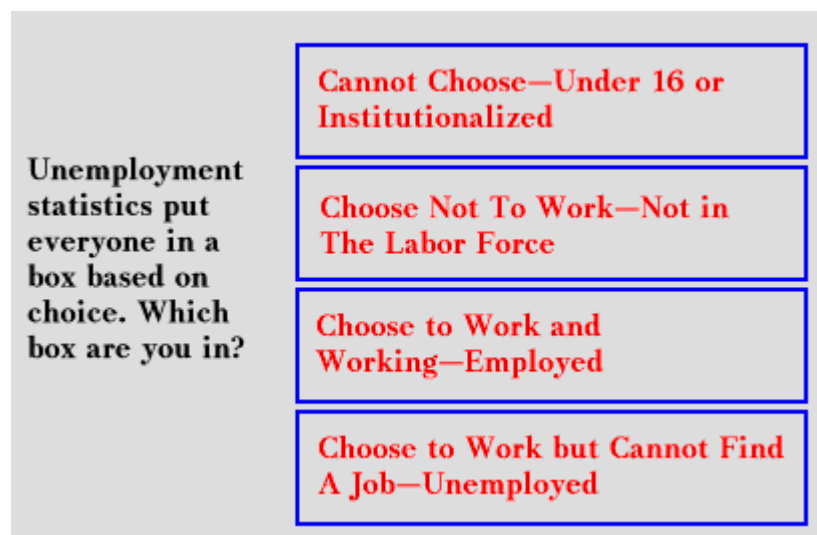 Unemployment
statistics put
everyone in a
box based on
choice. Which
box are you in?
Cannot Choose—Under 16 or
Institutionalized
Choose Not To Work—Not in
The Labor Force
Choose to Work and
Working—Employed
Choose to Work but Cannot Find
A Job—Unemployed